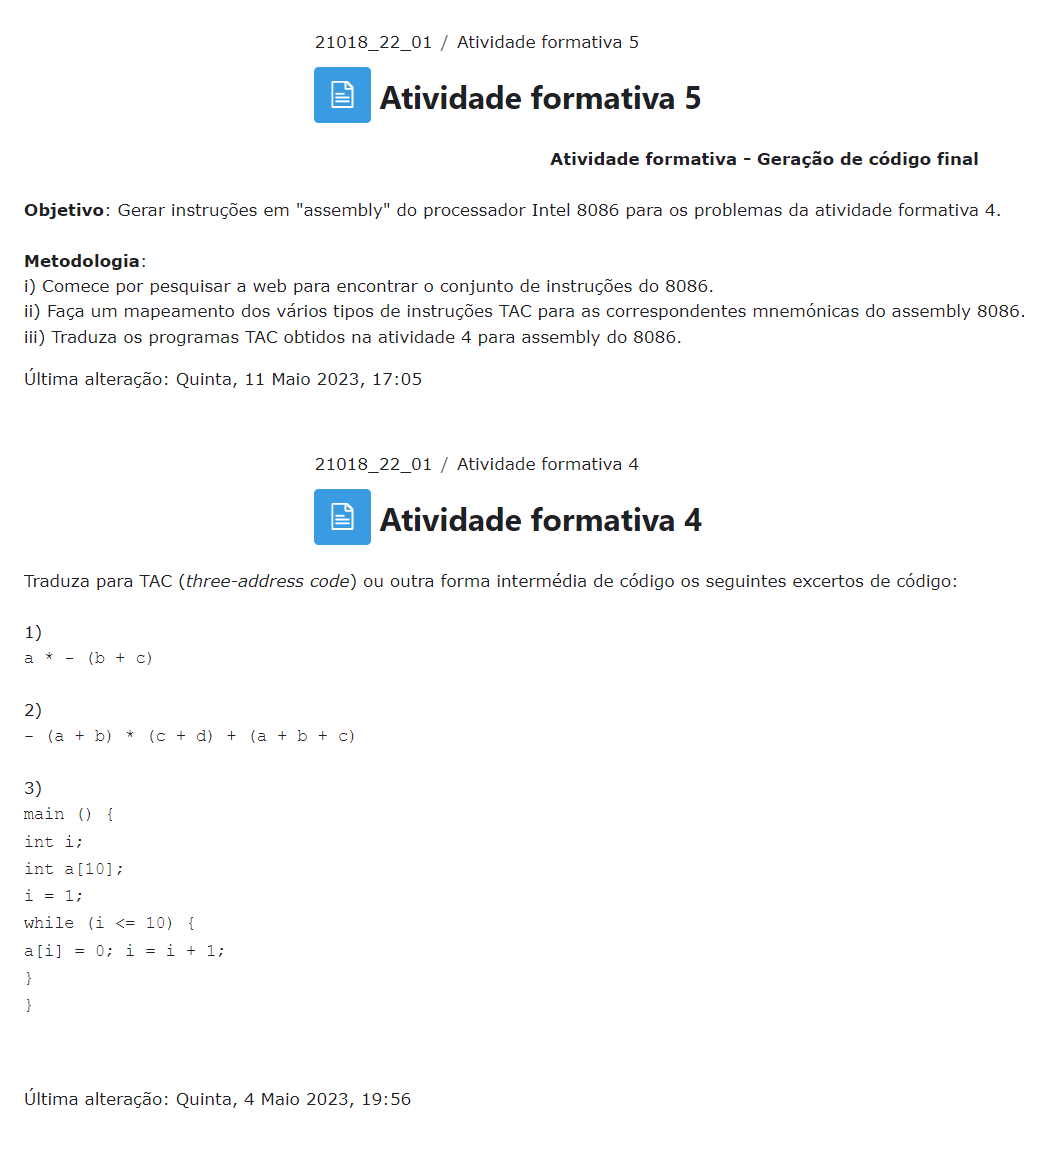 21018_22_01 / Atividade formativa 5
Atividade formativa 5
Atividade formativa - Geração de código final
Objetivo: Gerar instruções em "assembly" do processador Intel 8086 para os problemas da atividade formativa 4.
Metodologia:
i) Comece por pesquisar a web para encontrar o conjunto de instruções do 8086.
ii) Faça um mapeamento dos vários tipos de instruções TAC para as correspondentes mnemónicas do assembly 8086.
iii) Traduza os programas TAC obtidos na atividade 4 para assembly do 8086.
Última alteração: Quinta, 11 Maio 2023, 17:05
21018_22_01 / Atividade formativa 4
Atividade formativa 4
Traduza para TAC (three-address code) ou outra forma intermédia de código os seguintes excertos de código:
1)
a * - (b + c)
2)
- (a + b) * (c + d) + (a + b + c)
3)
main () {
int i;
int a[10];
i = 1;
while (i <= 10) {
a[i] = 0; i = i + 1;
}
}
Última alteração: Quinta, 4 Maio 2023, 19:56